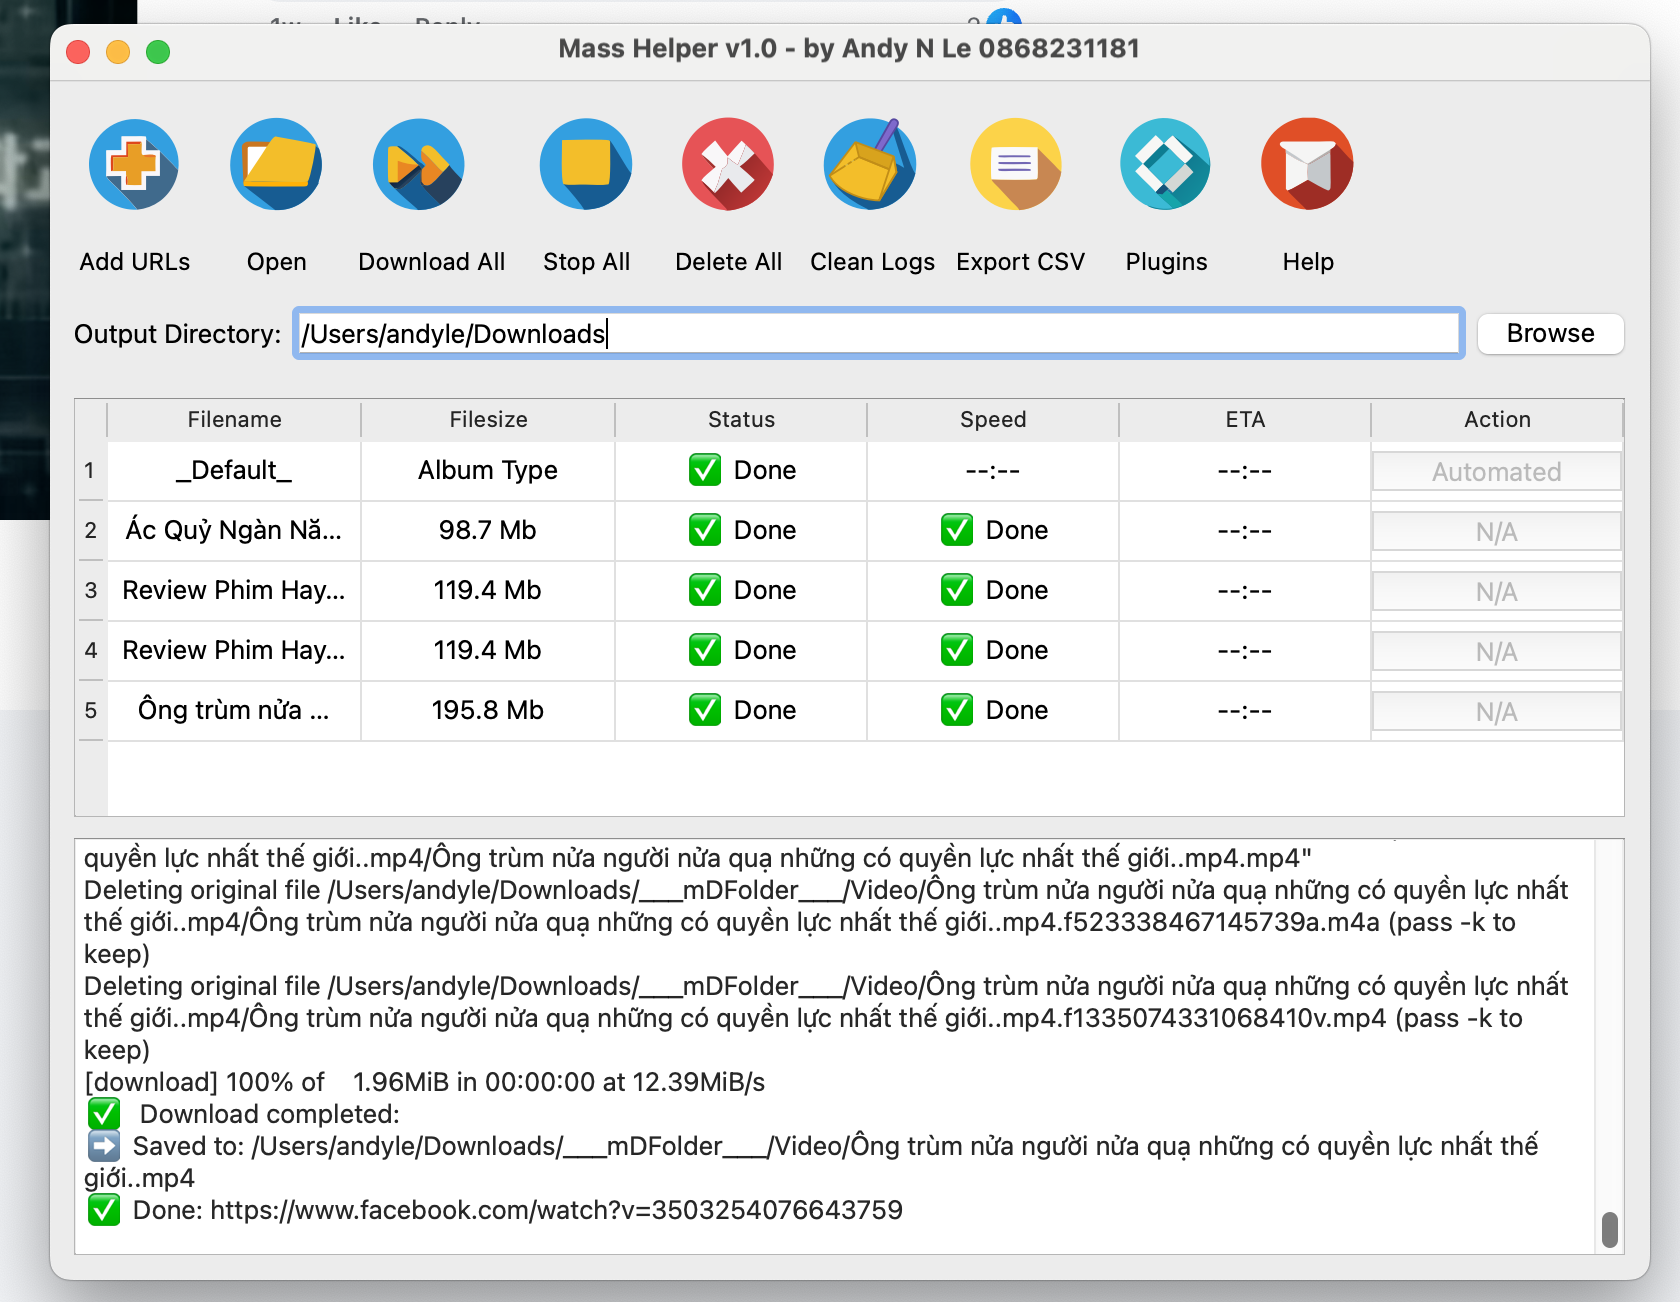 Mass Helper v1.0 - by Andy N Le 0868231181
Add URLs Open Download All Stop All Delete All Clean Logs Export CSV Plugins Help
Output Directory: /Users/andyle/Downloads Browse
Filename Filesize Status Speed ETA Action
1 _Default_ Album Type ✅ Done --:-- --:-- Automated
2 Ác Quỷ Ngàn Nă... 98.7 Mb ✅ Done ✅ Done --:-- N/A
3 Review Phim Hay... 119.4 Mb ✅ Done ✅ Done --:-- N/A
4 Review Phim Hay... 119.4 Mb ✅ Done ✅ Done --:-- N/A
5 Ông trùm nửa ... 195.8 Mb ✅ Done ✅ Done --:-- N/A
quyền lực nhất thế giới..mp4/Ông trùm nửa người nửa quạ những có quyền lực nhất thế giới..mp4.mp4"
Deleting original file /Users/andyle/Downloads/___mDFolder___/Video/Ông trùm nửa người nửa quạ những có quyền lực nhất
thế giới..mp4/Ông trùm nửa người nửa quạ những có quyền lực nhất thế giới..mp4.f523338467145739a.m4a (pass -k to
keep)
Deleting original file /Users/andyle/Downloads/___mDFolder___/Video/Ông trùm nửa người nửa quạ những có quyền lực nhất
thế giới..mp4/Ông trùm nửa người nửa quạ những có quyền lực nhất thế giới..mp4.f1335074331068410v.mp4 (pass -k to
keep)
[download] 100% of 1.96MiB in 00:00:00 at 12.39MiB/s
✅ Download completed:
➡️ Saved to: /Users/andyle/Downloads/___mDFolder___/Video/Ông trùm nửa người nửa quạ những có quyền lực nhất thế
giới..mp4
✅ Done: https://www.facebook.com/watch?v=3503254076643759